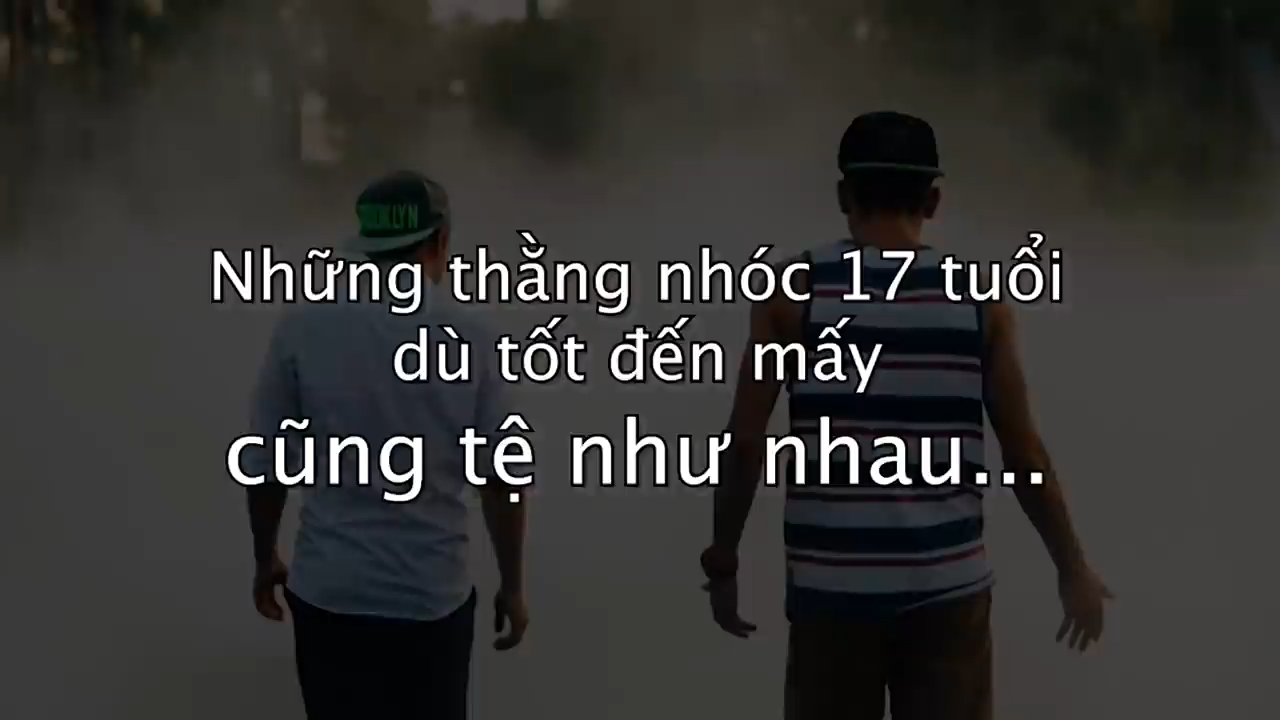 Những thằng nhóc 17 tuổi
dù tốt đến mấy
cũng tệ như nhau...